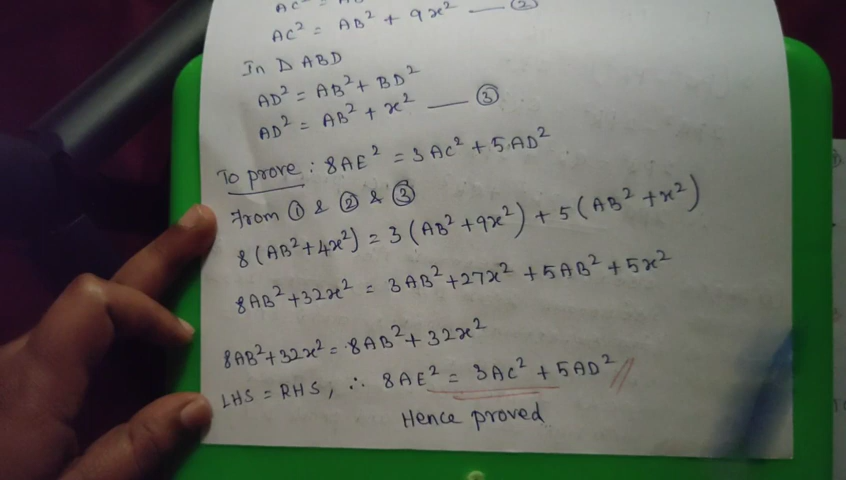 AC² = AB² + 9x² — ②
In D ABD
AD² = AB² + BD²
AD² = AB² + x² — ③
To prove : 8AE² = 3AC² + 5AD²
From ① & ② & ③
8(AB²+4x²) = 3(AB²+9x²) + 5(AB²+x²)
8AB²+32x² = 3AB²+27x² + 5AB² + 5x²
8AB²+32x² = 8AB² + 32x²
LHS = RHS, ∴ 8AE² = 3AC² + 5AD²
Hence proved